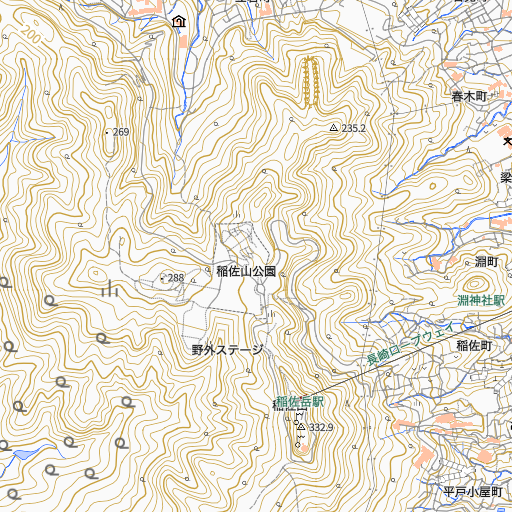 200
春木町
269
235.2
梁
稲佐山公園
淵町
288
淵神社駅
長崎ロープウェイ
稲佐町
野外ステージ
稲佐岳駅
332.9
平戸小屋町